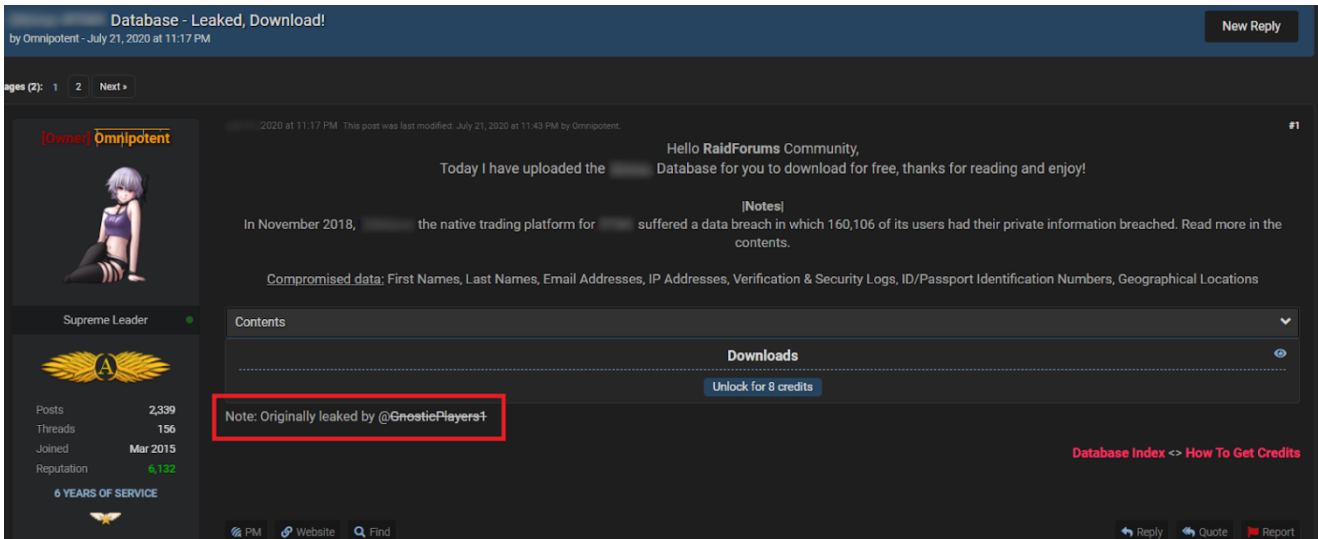 Database - Leaked, Download!
by Omnipotent - July 21, 2020 at 11:17 PM
New Reply
ages (2): 1 2 Next »
[Owner] Omnipotent
2020 at 11:17 PM This post was last modified: July 21, 2020 at 11:43 PM by Omnipotent.
#1
Hello RaidForums Community,
Today I have uploaded the Database for you to download for free, thanks for reading and enjoy!
|Notes|
In November 2018, the native trading platform for suffered a data breach in which 160,106 of its users had their private information breached. Read more in the
contents.
Compromised data: First Names, Last Names, Email Addresses, IP Addresses, Verification & Security Logs, ID/Passport Identification Numbers, Geographical Locations
Supreme Leader
Contents
Downloads
Unlock for 8 credits
A
Posts 2,339
Threads 156
Joined Mar 2015
Reputation 6,132
6 YEARS OF SERVICE
Note: Originally leaked by @GnosticPlayers1
Database Index <> How To Get Credits
PM Website Find
Reply Quote Report